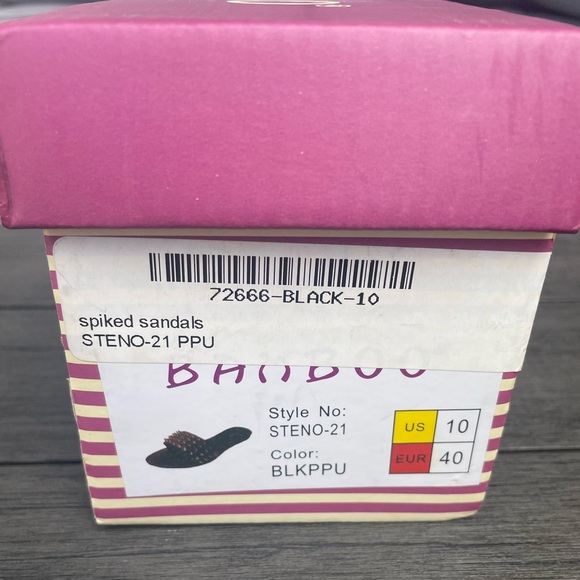 72666-BLACK-10
spiked sandals
STENO-21 PPU
BAMBOO
Style No:
STENO-21
US 10
Color:
BLKPPU
EUR 40